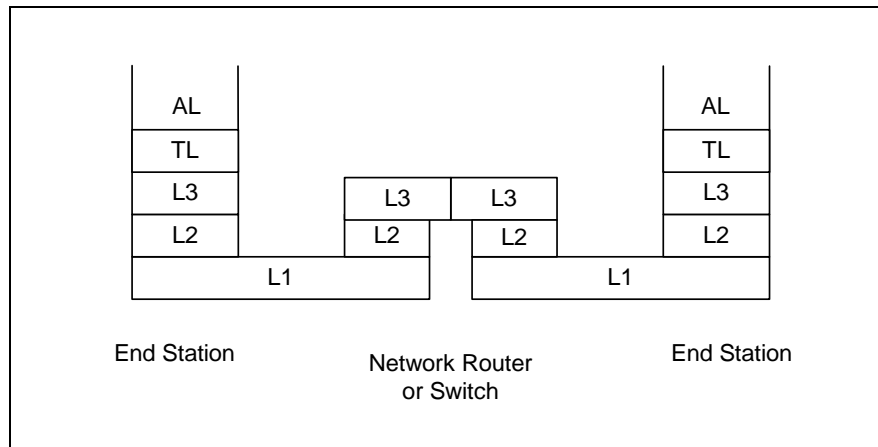 AL
AL
TL
TL
L3
L3
L3
L3
L2
L2
L2
L2
L1
L1
End Station
Network Router
or Switch
End Station